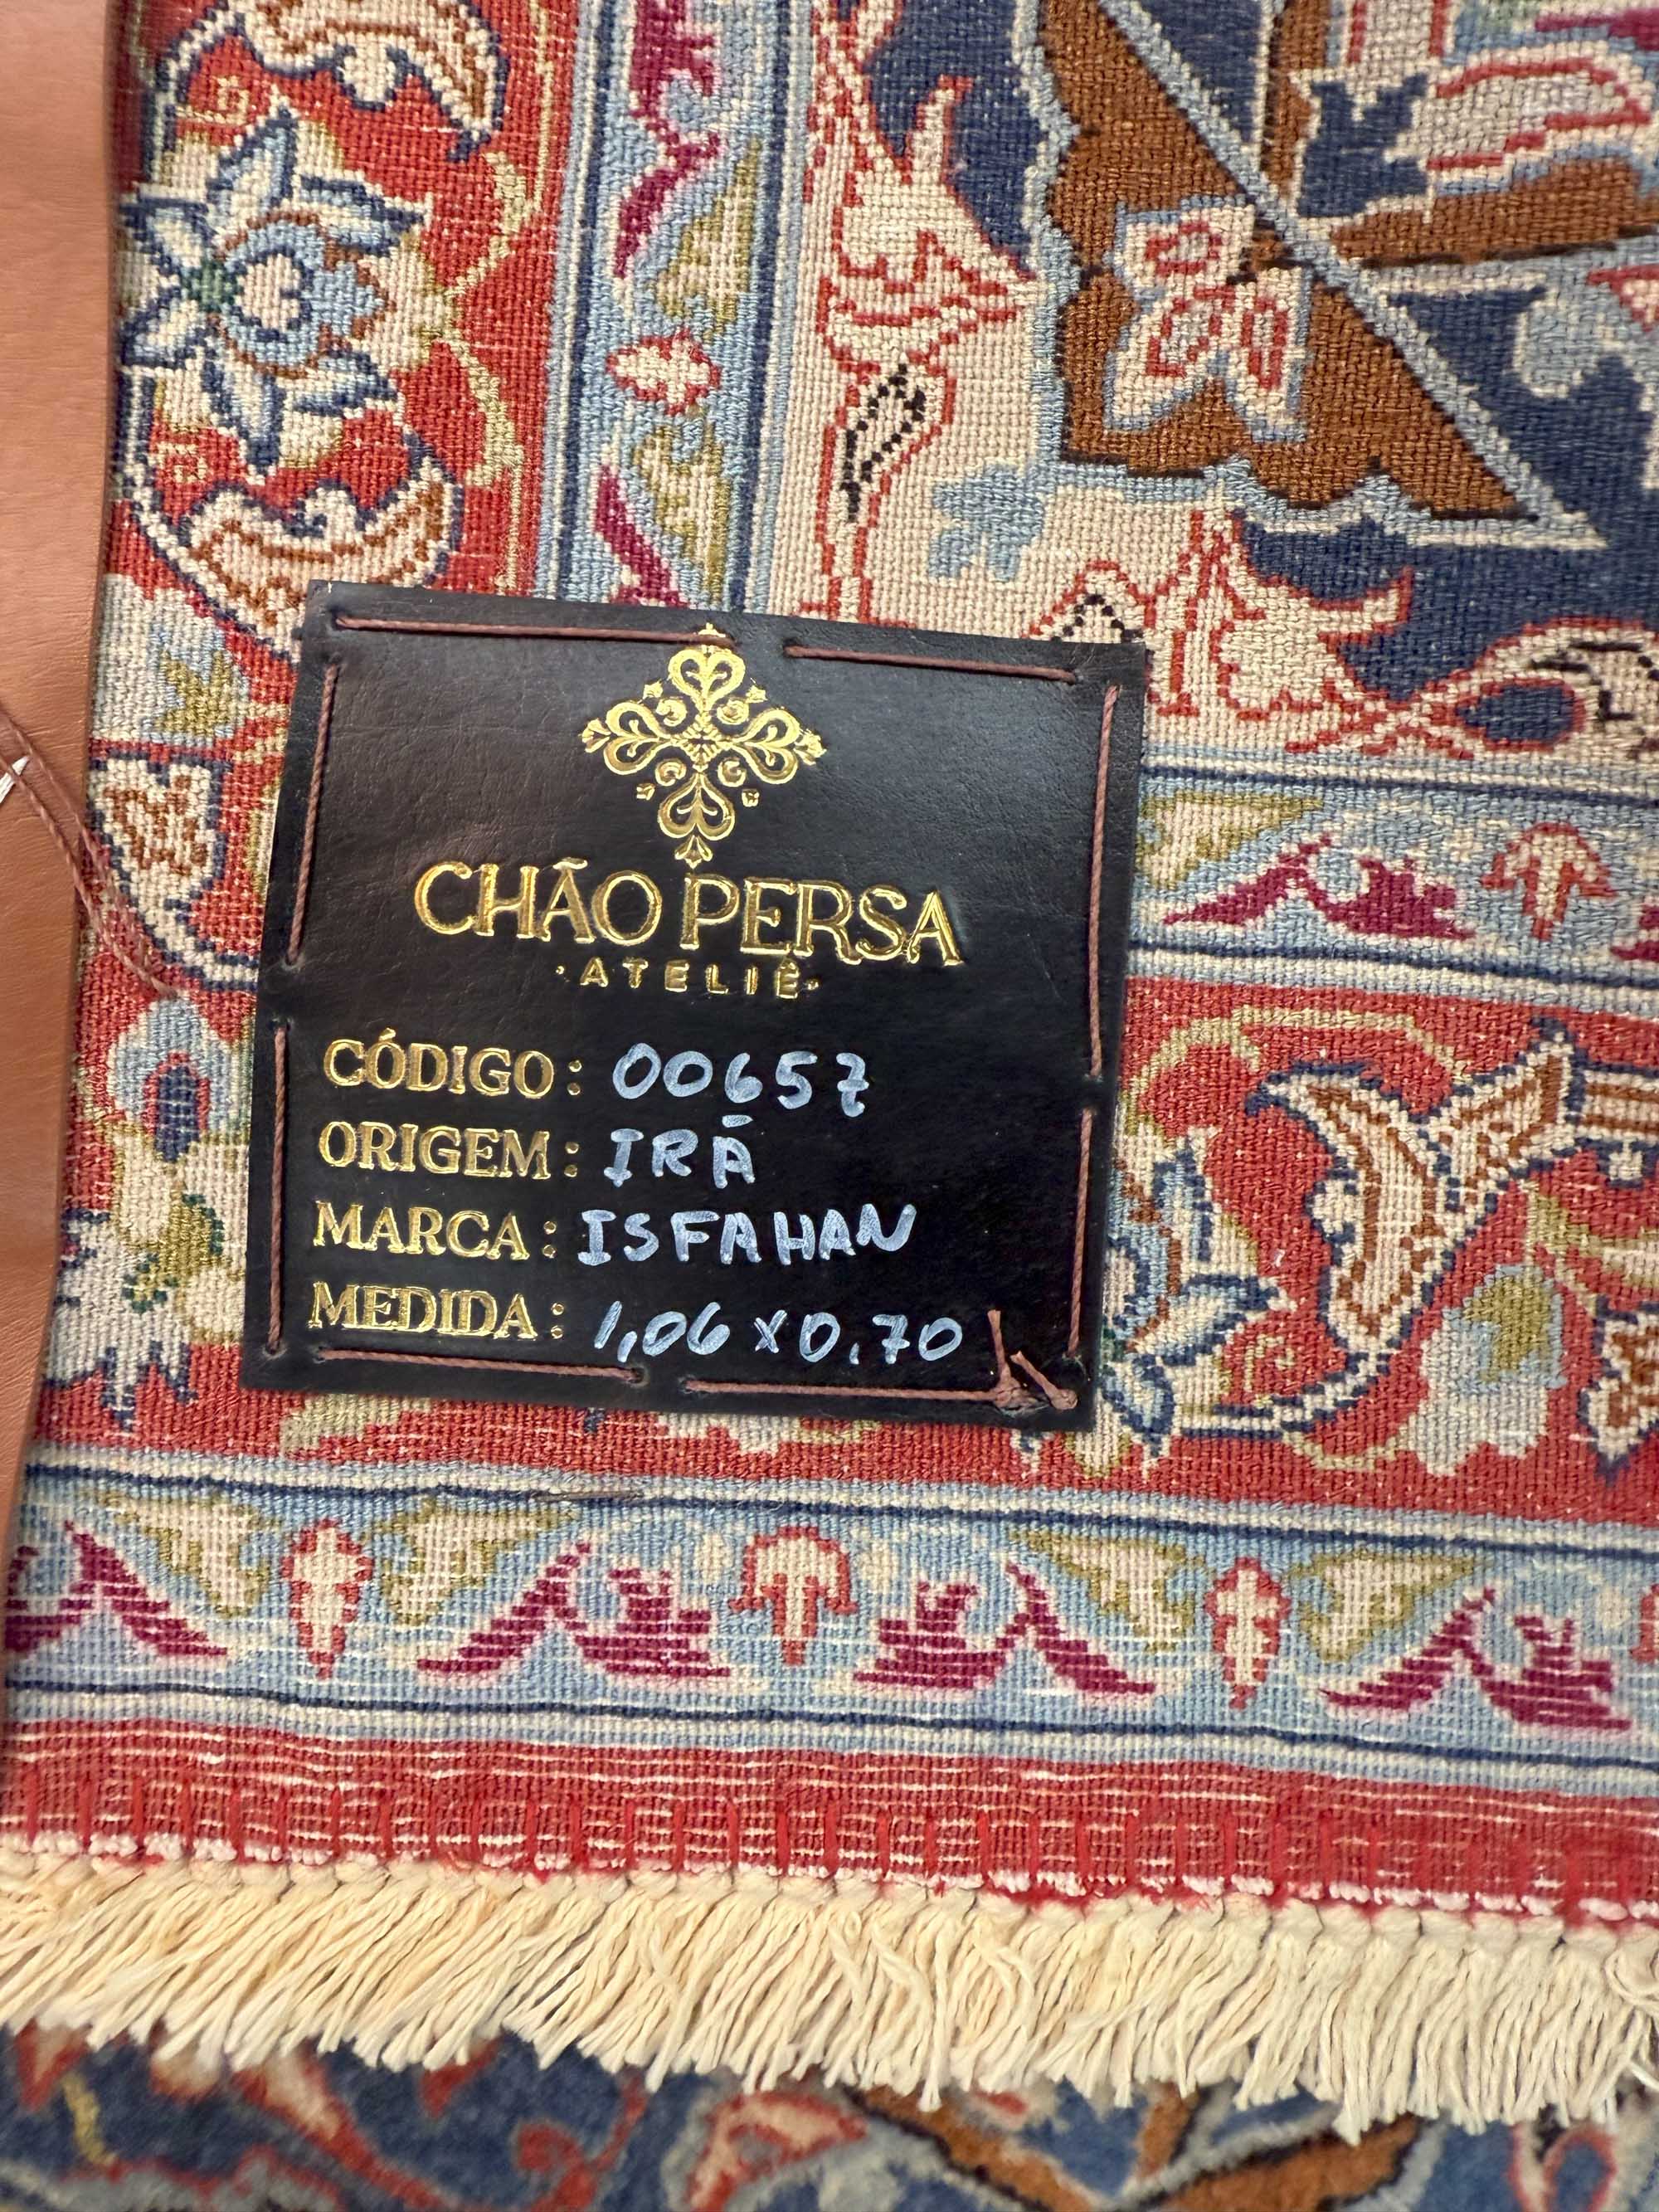 CHÃO PERSA
·ATELIÊ·
CÓDIGO: 00657
ORIGEM: IRÃ
MARCA: ISFAHAN
MEDIDA: 1,06 x 0,70